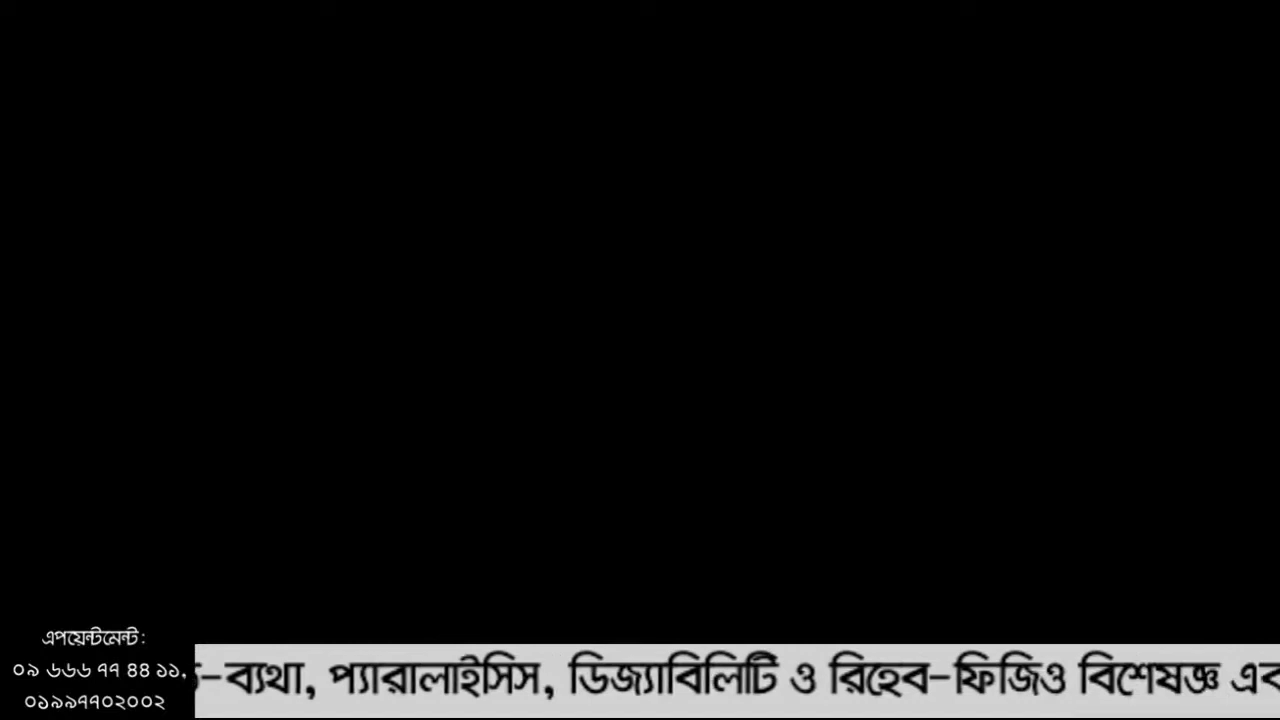 এপয়েন্টমেন্ট:
০৯ ৬৬৬ ৭৭ ৪৪ ১১,
০১৯৯৭৭০২০০২
-ব্যথা, প্যারালাইসিস, ডিজ্যাবিলিটি ও রিহেব-ফিজিও বিশেষজ্ঞ